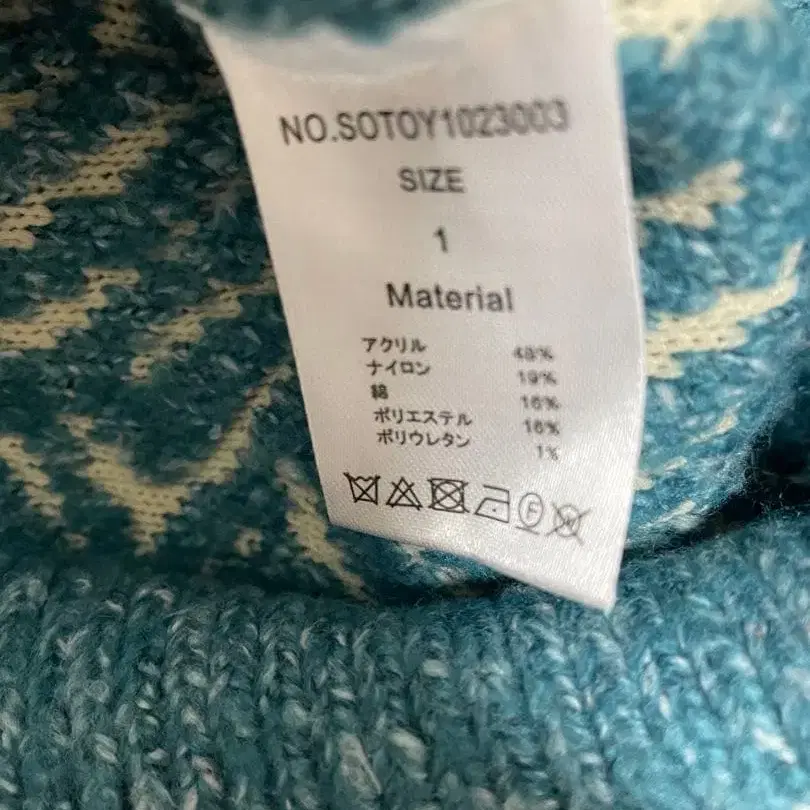 NO.SOTOY1023003
SIZE
1
Material
アクリル 48%
ナイロン 19%
綿 16%
ポリエステル 16%
ポリウレタン 1%
F
W